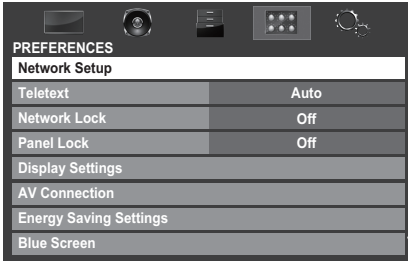 PREFERENCES
Network Setup
Teletext Auto
Network Lock Off
Panel Lock Off
Display Settings
AV Connection
Energy Saving Settings
Blue Screen